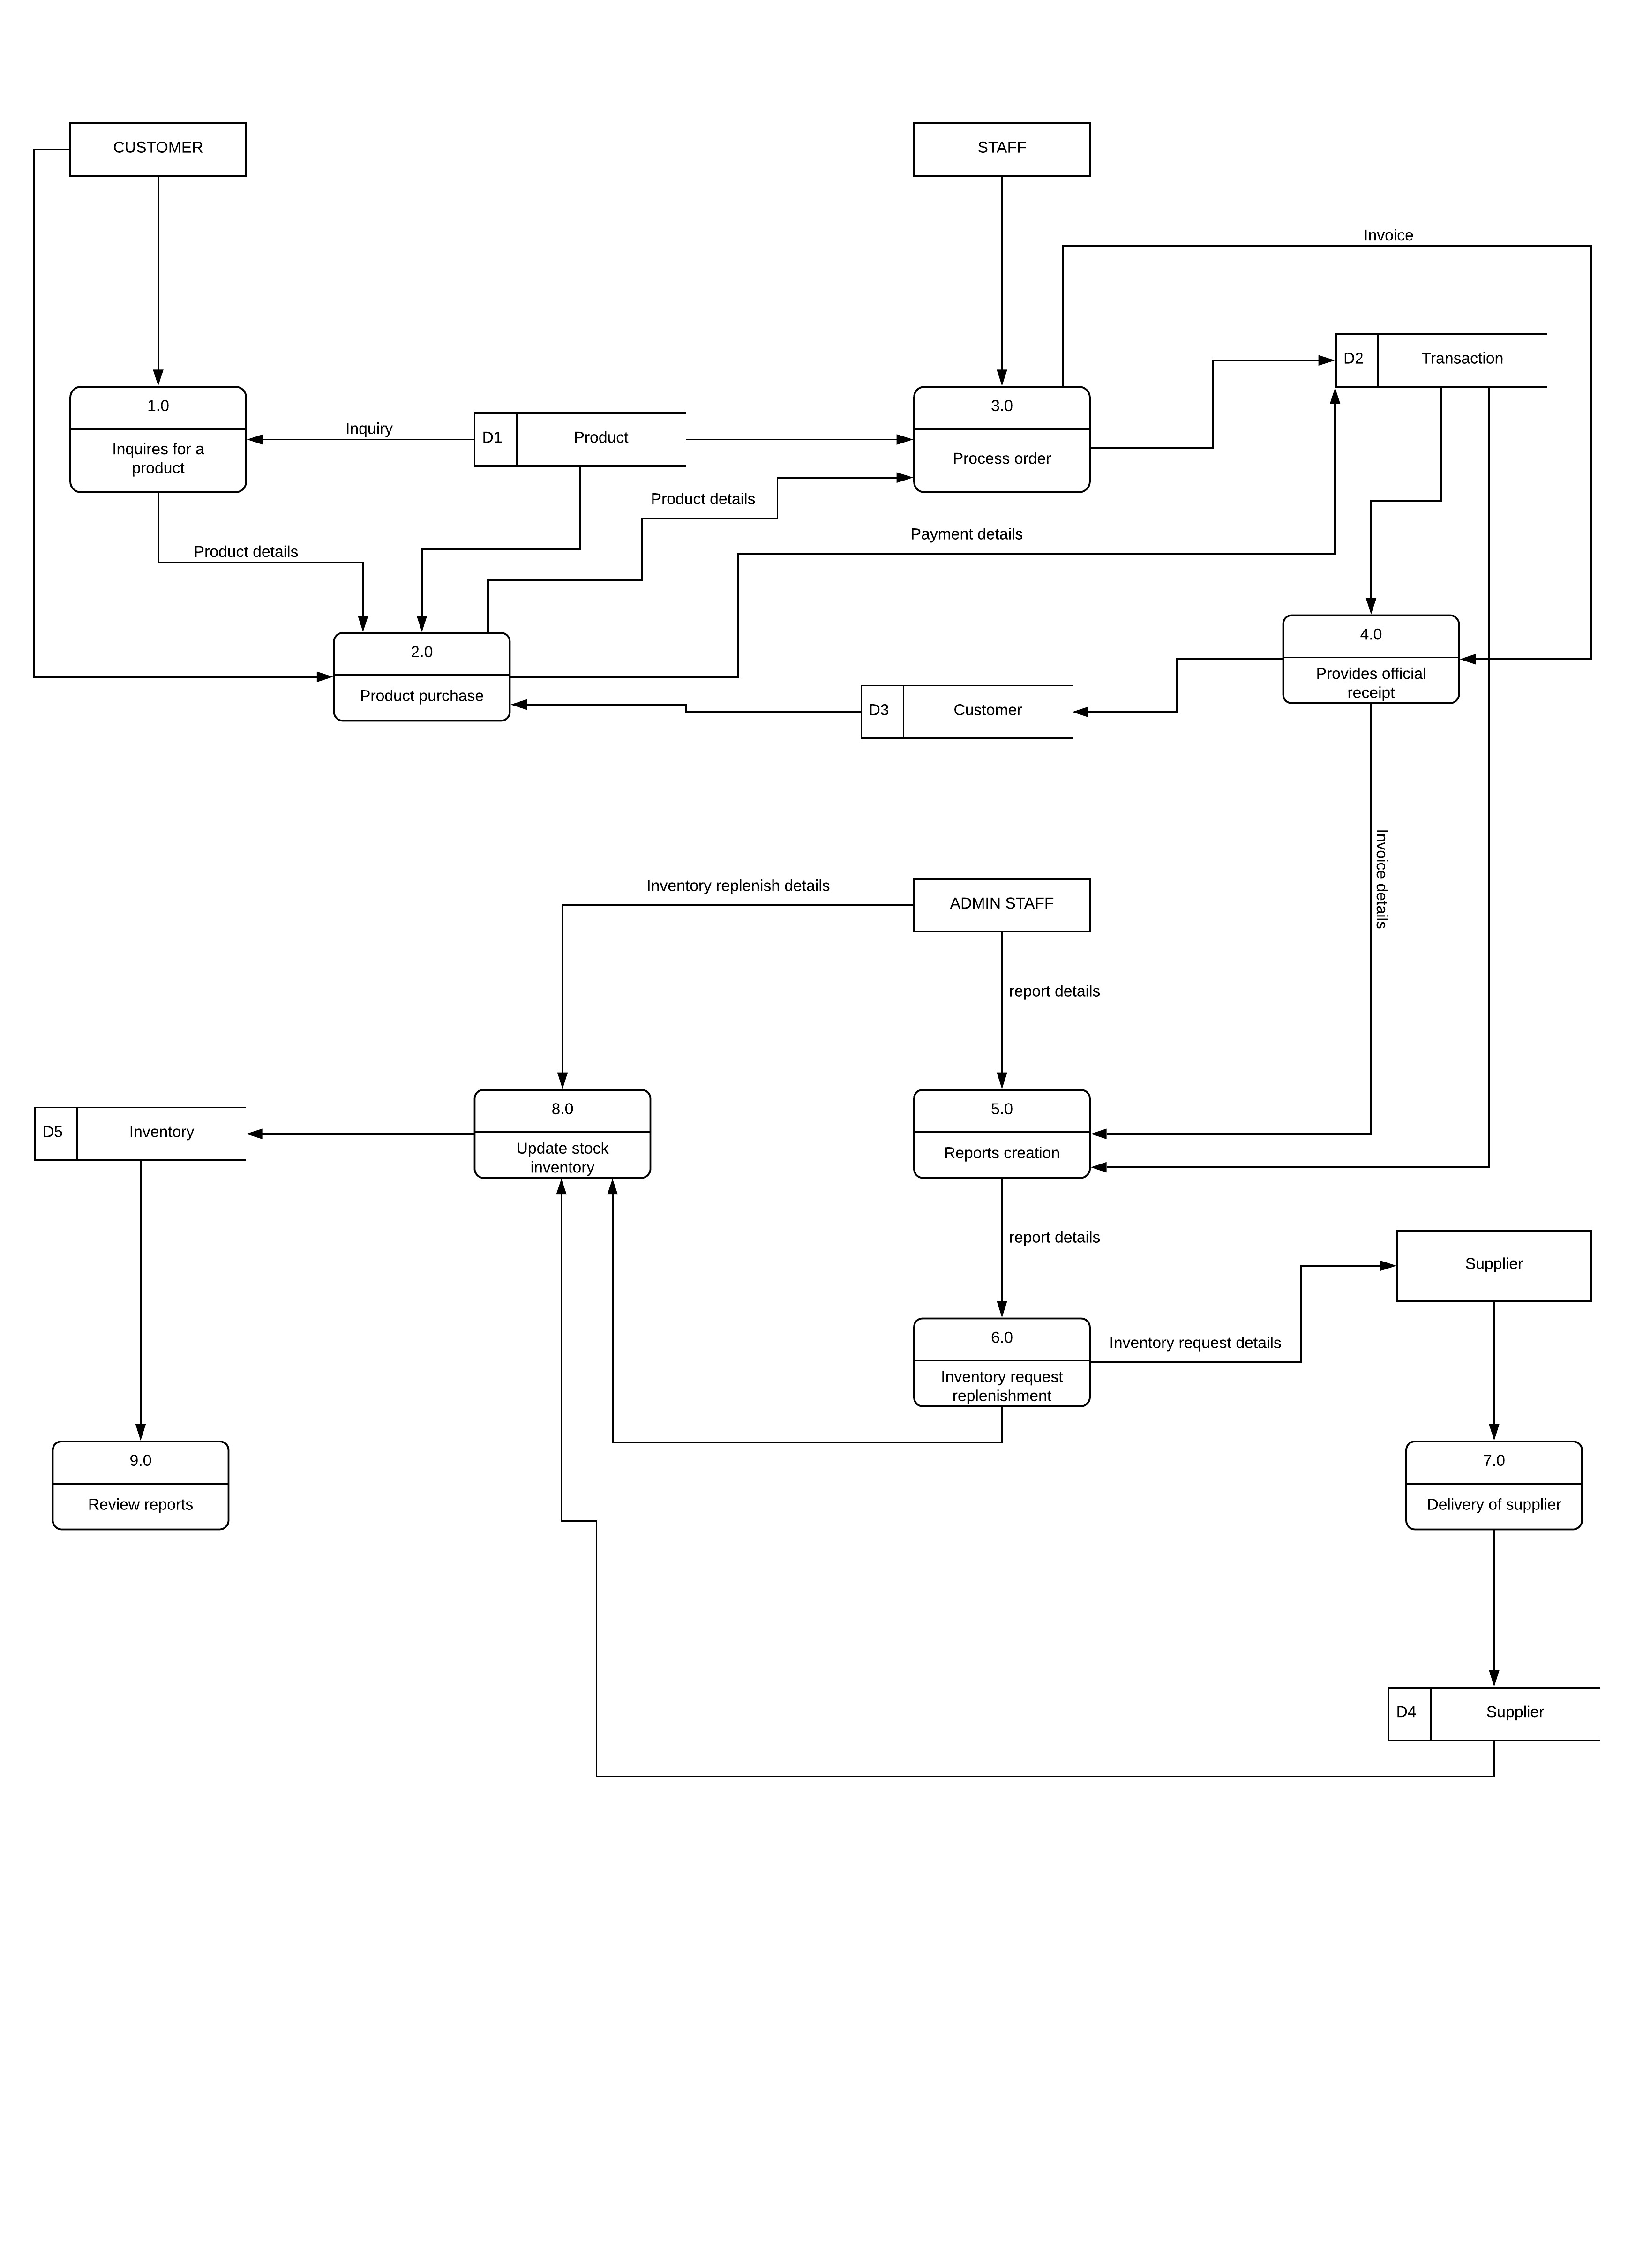 CUSTOMER
STAFF
Invoice
D2
Transaction
1.0
Inquires for a
product
Inquiry
D1
Product
3.0
Process order
Product details
Payment details
Product details
2.0
Product purchase
4.0
Provides official
receipt
D3
Customer
Invoice details
Inventory replenish details
ADMIN STAFF
report details
D5
Inventory
8.0
Update stock
inventory
5.0
Reports creation
report details
Supplier
6.0
Inventory request
replenishment
Inventory request details
9.0
Review reports
7.0
Delivery of supplier
D4
Supplier